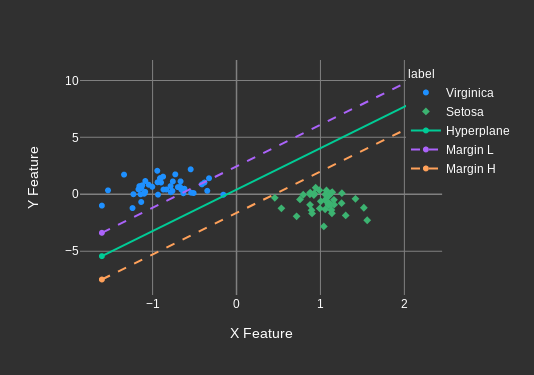 label
Virginica
Setosa
Hyperplane
Margin L
Margin H
10
5
0
−5
−1
0
1
2
Y Feature
X Feature